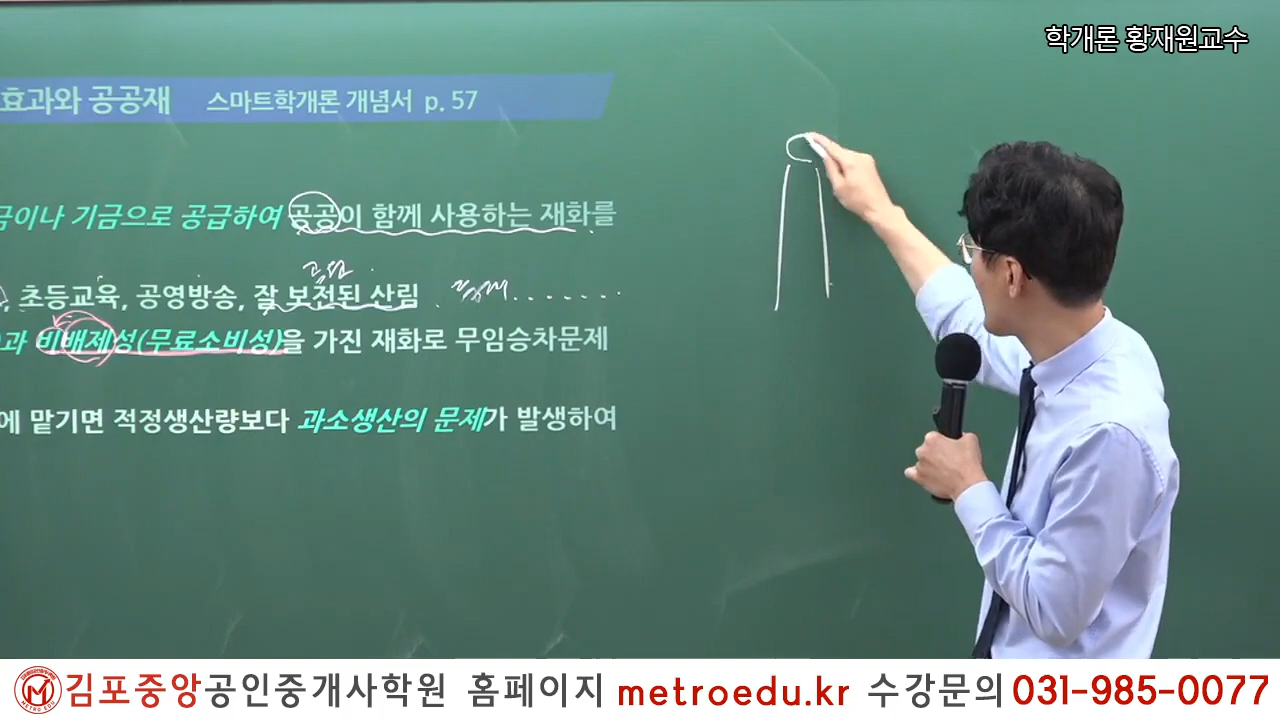 학개론 황재원교수
효과와 공공재 스마트학개론 개념서 p. 57
금이나 기금으로 공급하여 공공이 함께 사용하는 재화를
초등교육, 공영방송, 잘 보전된 산림
과 비배제성(무료소비성)을 가진 재화로 무임승차문제
에 맡기면 적정생산량보다 과소생산의 문제가 발생하여
METRO EDU
김포중앙공인중개사학원 홈페이지 metroedu.kr 수강문의 031-985-0077